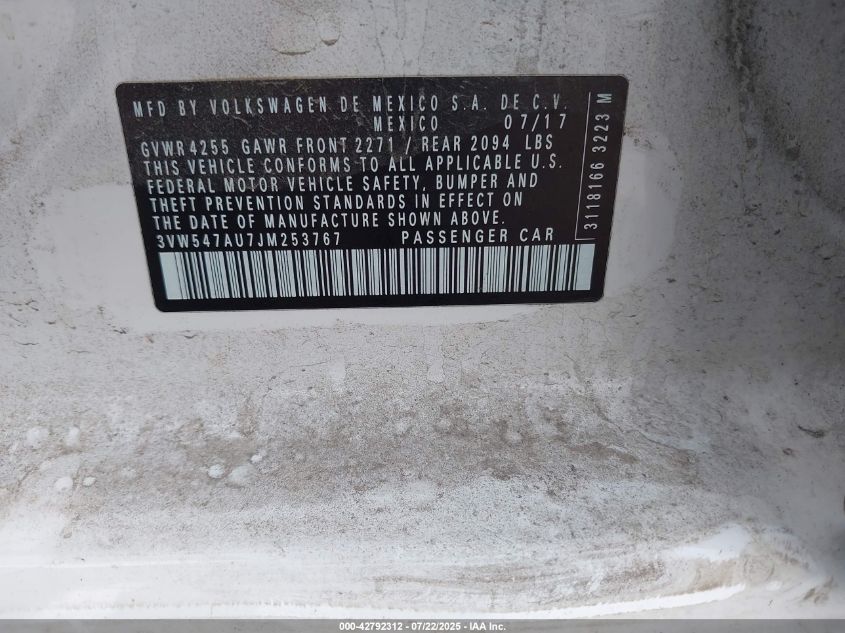 MFD BY VOLKSWAGEN DE MEXICO S.A. DE C.V.
MEXICO 07/17
GVWR 4255 GAWR FRONT 2271 / REAR 2094 LBS
THIS VEHICLE CONFORMS TO ALL APPLICABLE U.S.
FEDERAL MOTOR VEHICLE SAFETY, BUMPER AND
THEFT PREVENTION STANDARDS IN EFFECT ON
THE DATE OF MANUFACTURE SHOWN ABOVE.
3VW547AU7JM253767 PASSENGER CAR
3118166 3223 M
000-42792312 - 07/22/2025 - IAA Inc.